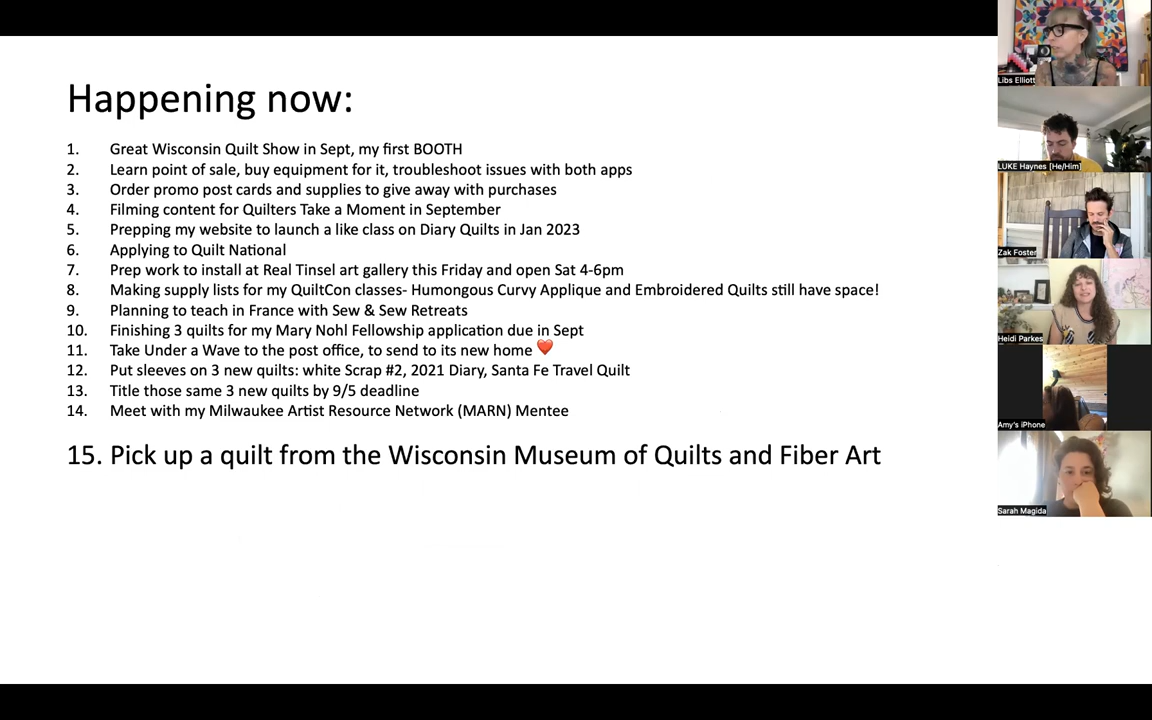 Happening now:
1. Great Wisconsin Quilt Show in Sept, my first BOOTH
2. Learn point of sale, buy equipment for it, troubleshoot issues with both apps
3. Order promo post cards and supplies to give away with purchases
4. Filming content for Quilters Take a Moment in September
5. Prepping my website to launch a like class on Diary Quilts in Jan 2023
6. Applying to Quilt National
7. Prep work to install at Real Tinsel art gallery this Friday and open Sat 4-6pm
8. Making supply lists for my QuiltCon classes- Humongous Curvy Applique and Embroidered Quilts still have space!
9. Planning to teach in France with Sew & Sew Retreats
10. Finishing 3 quilts for my Mary Nohl Fellowship application due in Sept
11. Take Under a Wave to the post office, to send to its new home ❤️
12. Put sleeves on 3 new quilts: white Scrap #2, 2021 Diary, Santa Fe Travel Quilt
13. Title those same 3 new quilts by 9/5 deadline
14. Meet with my Milwaukee Artist Resource Network (MARN) Mentee
15. Pick up a quilt from the Wisconsin Museum of Quilts and Fiber Art
Libs Elliott
LUKE Haynes [He/Him]
Zak Foster
Heidi Parkes
Amy's iPhone
Sarah Magida